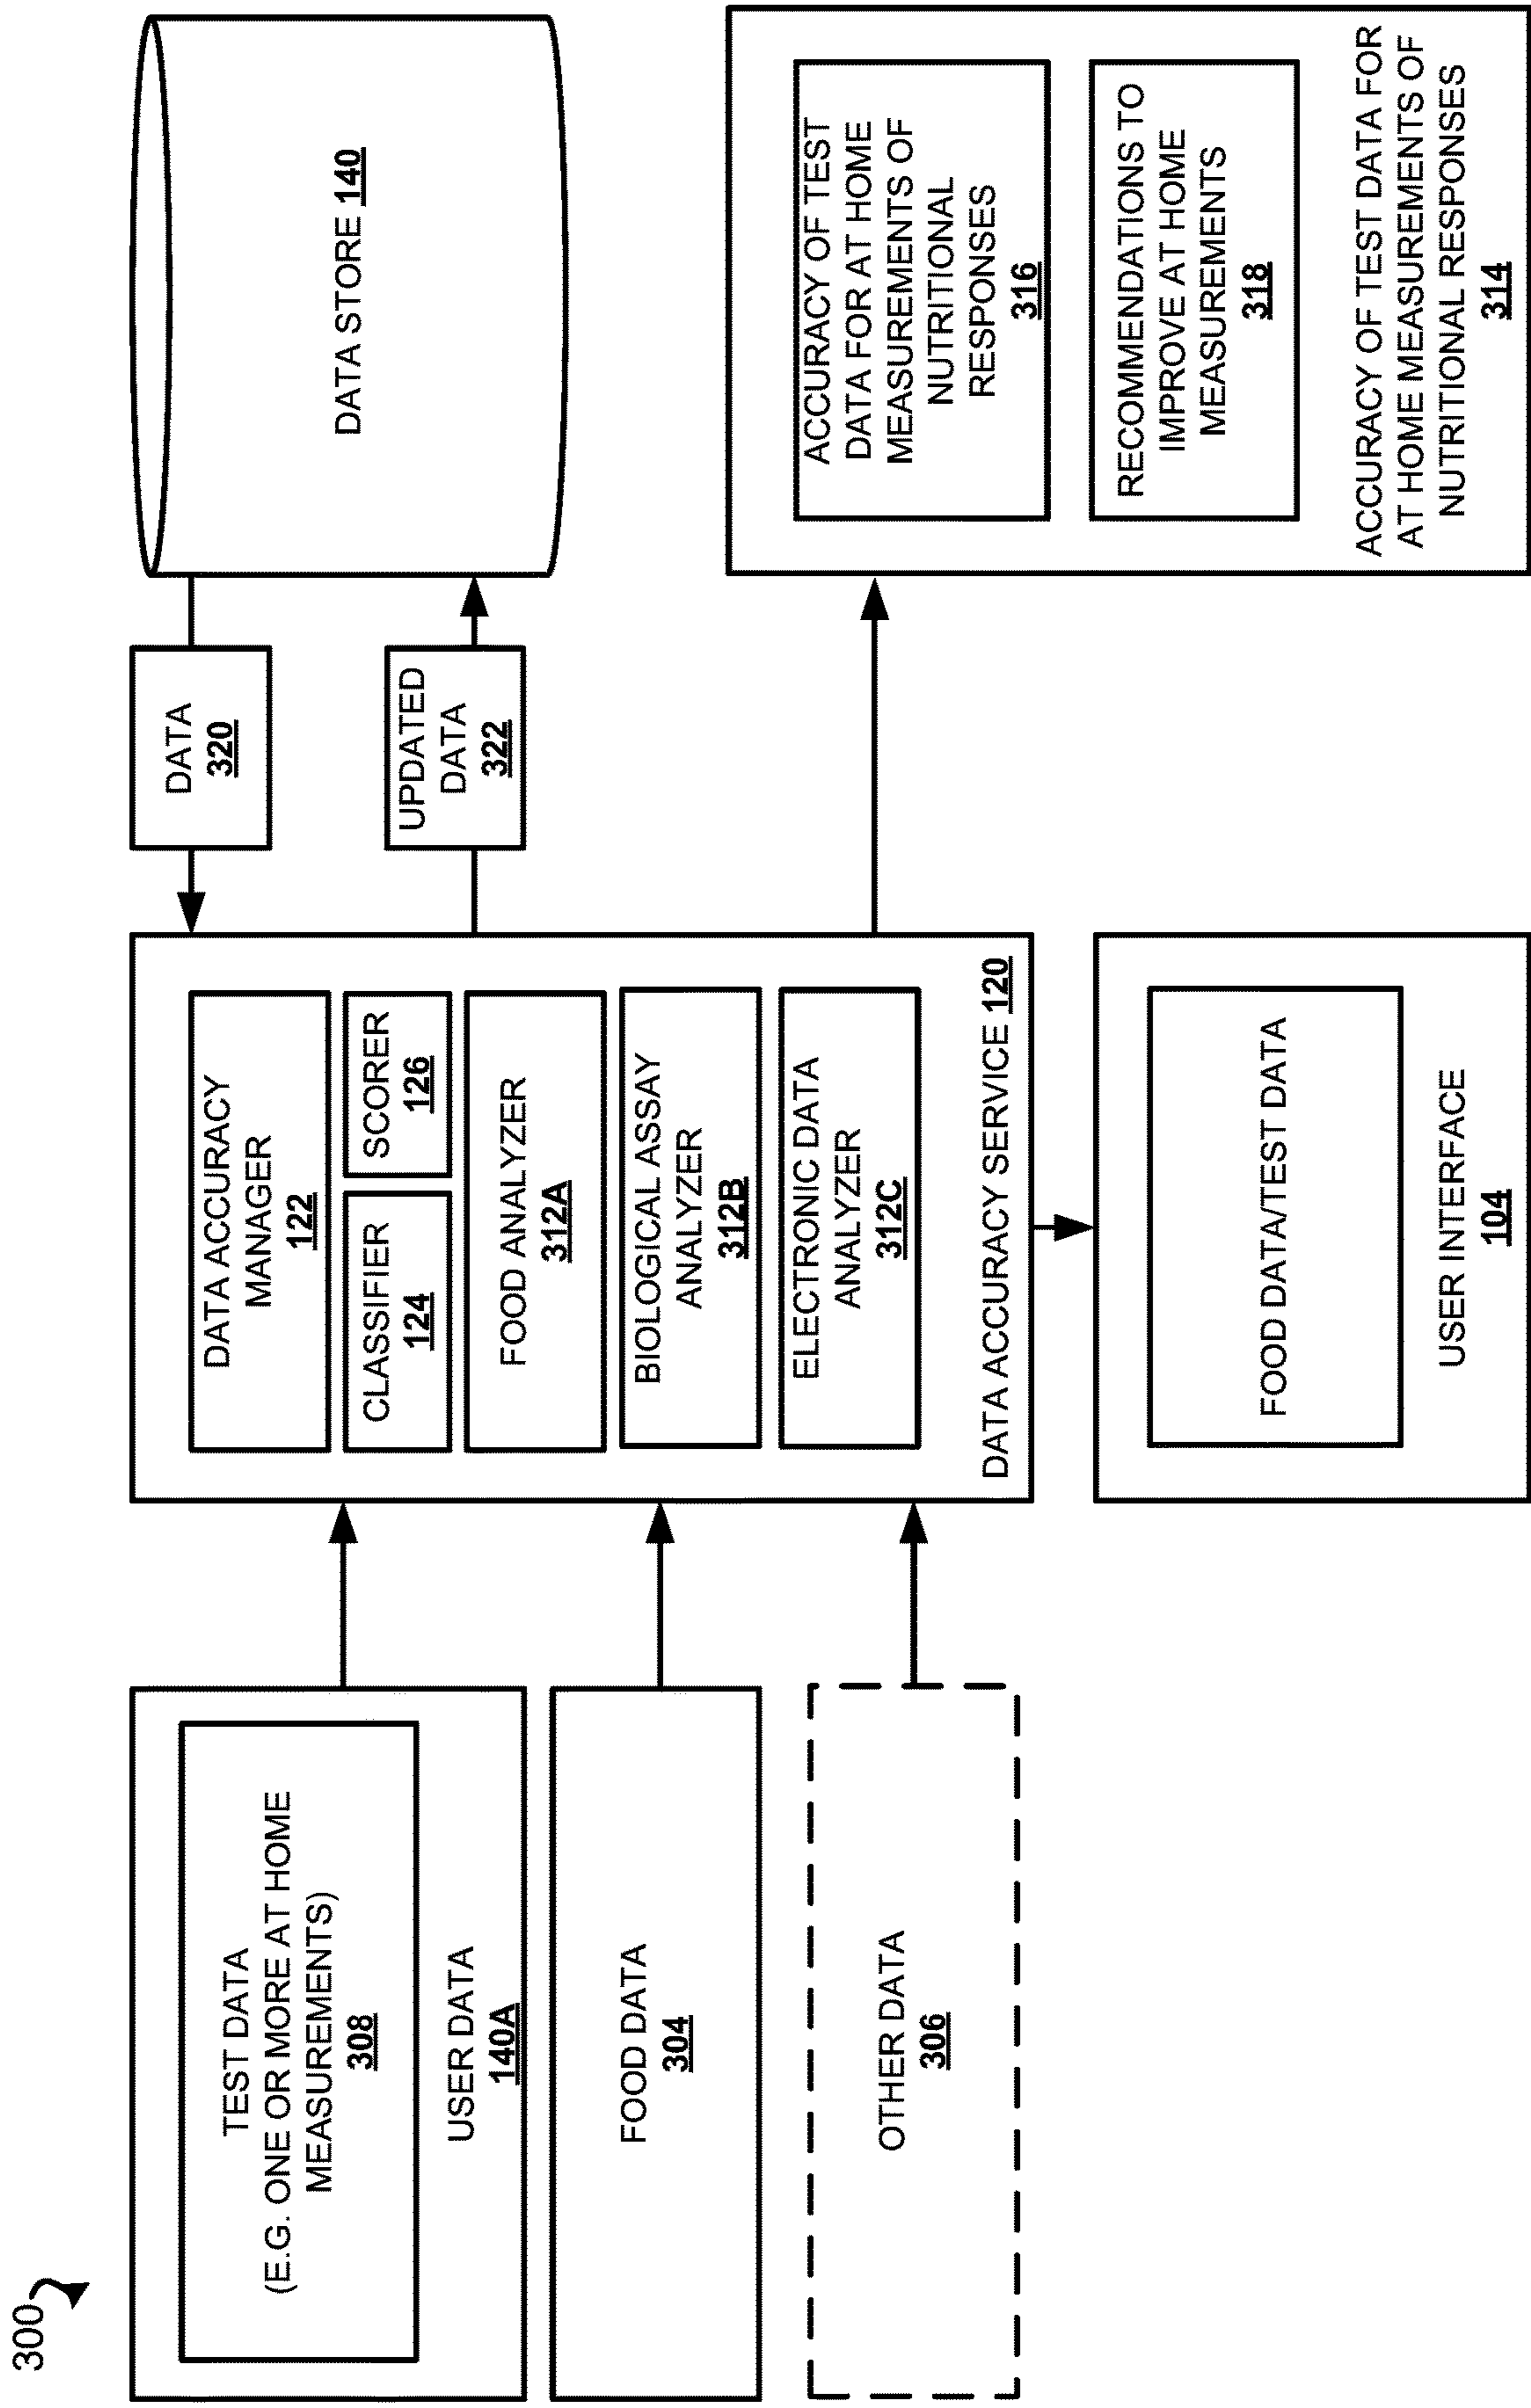 300
TEST DATA
(E.G. ONE OR MORE AT HOME
MEASUREMENTS)
308
USER DATA
140A
FOOD DATA
304
OTHER DATA
306
DATA ACCURACY
MANAGER
122
CLASSIFIER
124
SCORER
126
FOOD ANALYZER
312A
BIOLOGICAL ASSAY
ANALYZER
312B
ELECTRONIC DATA
ANALYZER
312C
DATA ACCURACY SERVICE 120
FOOD DATA/TEST DATA
USER INTERFACE
104
DATA
320
UPDATED
DATA
322
DATA STORE 140
ACCURACY OF TEST
DATA FOR AT HOME
MEASUREMENTS OF
NUTRITIONAL
RESPONSES
316
RECOMMENDATIONS TO
IMPROVE AT HOME
MEASUREMENTS
318
ACCURACY OF TEST DATA FOR
AT HOME MEASUREMENTS OF
NUTRITIONAL RESPONSES
314